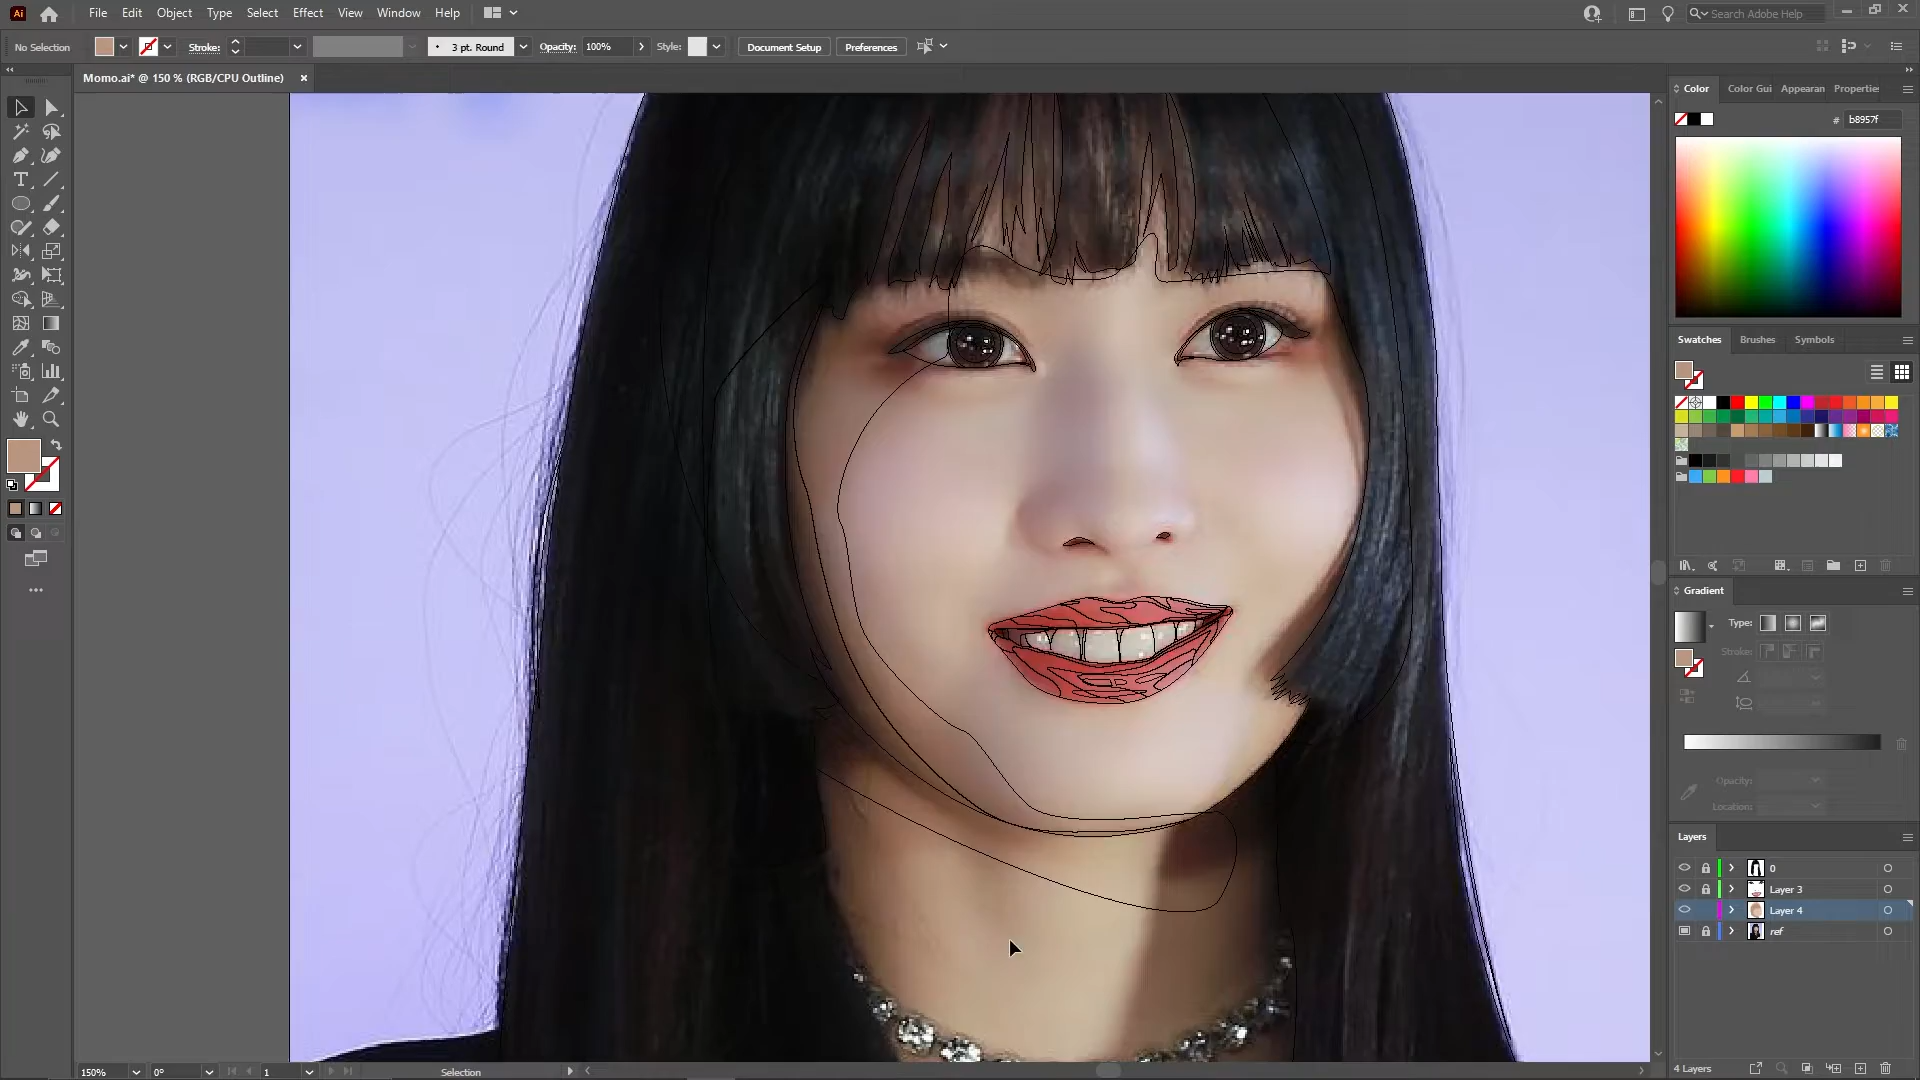 Ai File Edit Object Type Select Effect View Window Help Search Adobe Help
No Selection Stroke: 3 pt. Round Opacity: 100% Style: Document Setup Preferences
Momo.ai* @ 150 % (RGB/CPU Outline) ×
Color Color Gui Appearan Propertie
# b8957f
Swatches Brushes Symbols
Gradient
Type:
Stroke:
Opacity:
Location:
Layers
0
Layer 3
Layer 4
ref
4 Layers
150% 0° 1 Selection